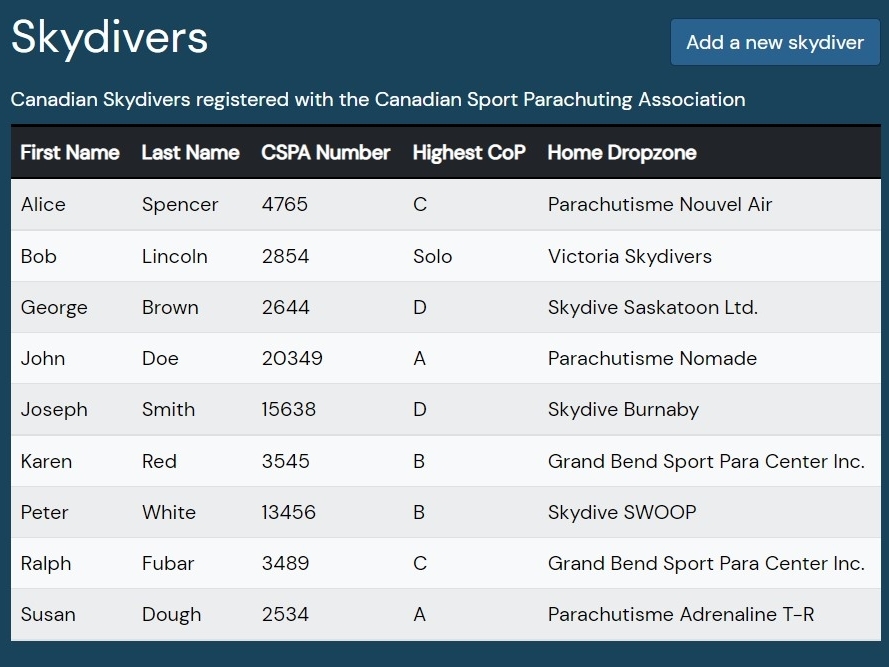 Skydivers
Add a new skydiver
Canadian Skydivers registered with the Canadian Sport Parachuting Association
First Name Last Name CSPA Number Highest CoP Home Dropzone
Alice Spencer 4765 C Parachutisme Nouvel Air
Bob Lincoln 2854 Solo Victoria Skydivers
George Brown 2644 D Skydive Saskatoon Ltd.
John Doe 20349 A Parachutisme Nomade
Joseph Smith 15638 D Skydive Burnaby
Karen Red 3545 B Grand Bend Sport Para Center Inc.
Peter White 13456 B Skydive SWOOP
Ralph Fubar 3489 C Grand Bend Sport Para Center Inc.
Susan Dough 2534 A Parachutisme Adrenaline T-R